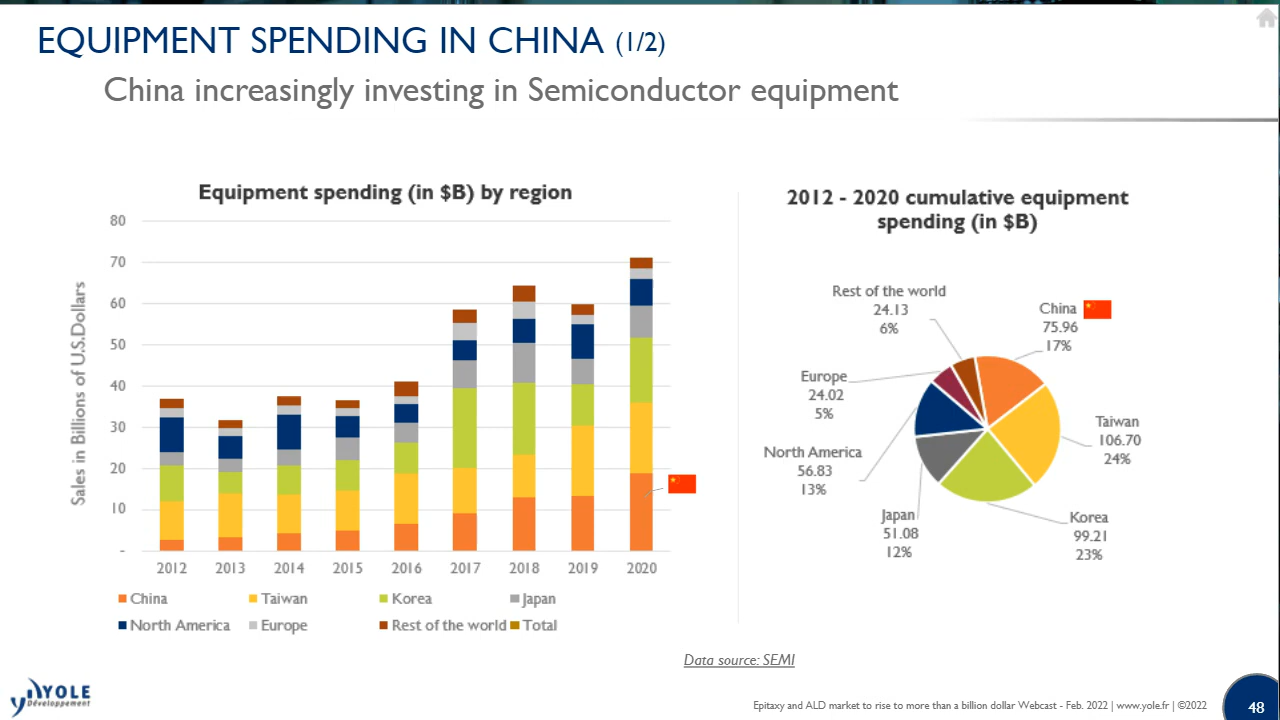 EQUIPMENT SPENDING IN CHINA (1/2)
China increasingly investing in Semiconductor equipment
Equipment spending (in $B) by region
Sales in Billions of U.S.Dollars
80
70
60
50
40
30
20
10
-
2012 2013 2014 2015 2016 2017 2018 2019 2020
China Taiwan Korea Japan
North America Europe Rest of the world Total
2012 - 2020 cumulative equipment
spending (in $B)
Rest of the world
24.13
6%
China
75.96
17%
Europe
24.02
5%
Taiwan
106.70
24%
North America
56.83
13%
Japan
51.08
12%
Korea
99.21
23%
Data source: SEMI
YOLE
Développement
Epitaxy and ALD market to rise to more than a billion dollar Webcast - Feb. 2022 | www.yole.fr | ©2022
48